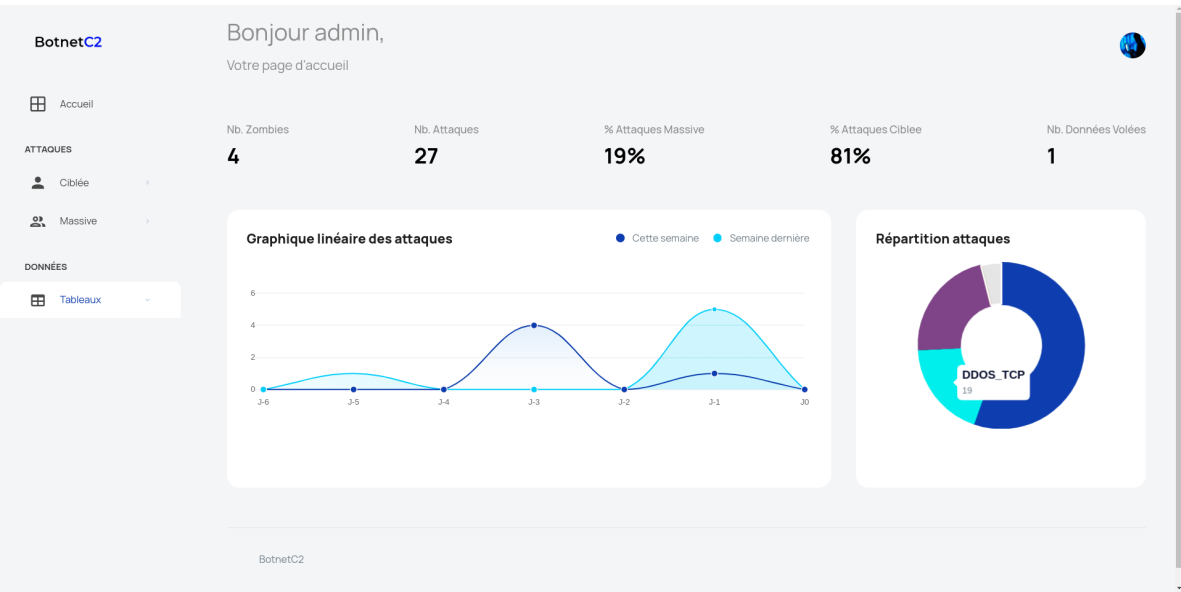 BotnetC2
Bonjour admin,
Votre page d'accueil
Accueil
ATTAQUES
Ciblée
Massive
DONNÉES
Tableaux
Nb. Zombies
4
Nb. Attaques
27
% Attaques Massive
19%
% Attaques Ciblee
81%
Nb. Données Volées
1
Graphique linéaire des attaques
Cette semaine
Semaine dernière
6
4
2
0
J-6 J-5 J-4 J-3 J-2 J-1 J0
Répartition attaques
DDOS_TCP
19
BotnetC2